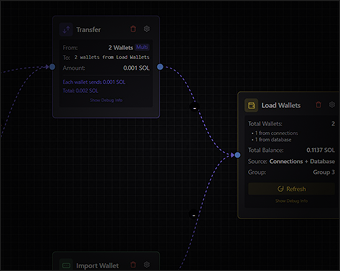 Transfer
From: 2 Wallets Multi
To: 2 wallets from Load Wallets
Amount: 0.001 SOL
Each wallet sends 0.001 SOL
Total: 0.002 SOL
Show Debug Info
Load Wallets
Total Wallets: 2
• 1 from connections
• 1 from database
Total Balance: 0.1137 SOL
Source: Connections + Database
Group: Group 3
Refresh
Show Debug Info
Import Wallet